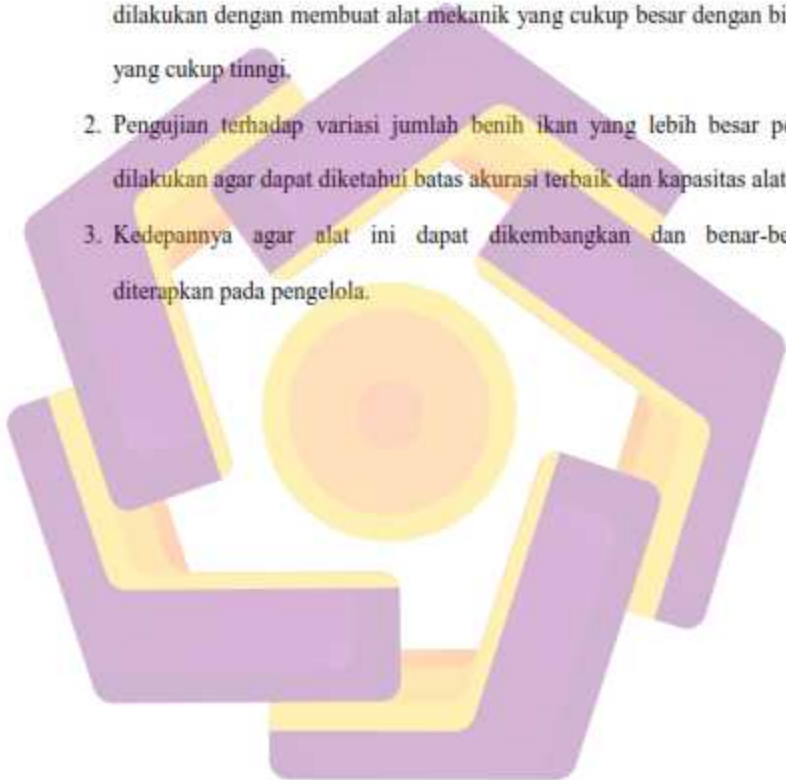 dilakukan dengan membuat alat mekanik yang cukup besar dengan bi
yang cukup tinngi.
2. Pengujian terhadap variasi jumlah benih ikan yang lebih besar pe
dilakukan agar dapat diketahui batas akurasi terbaik dan kapasitas alat
3. Kedepannya agar alat ini dapat dikembangkan dan benar-be
diterapkan pada pengelola.